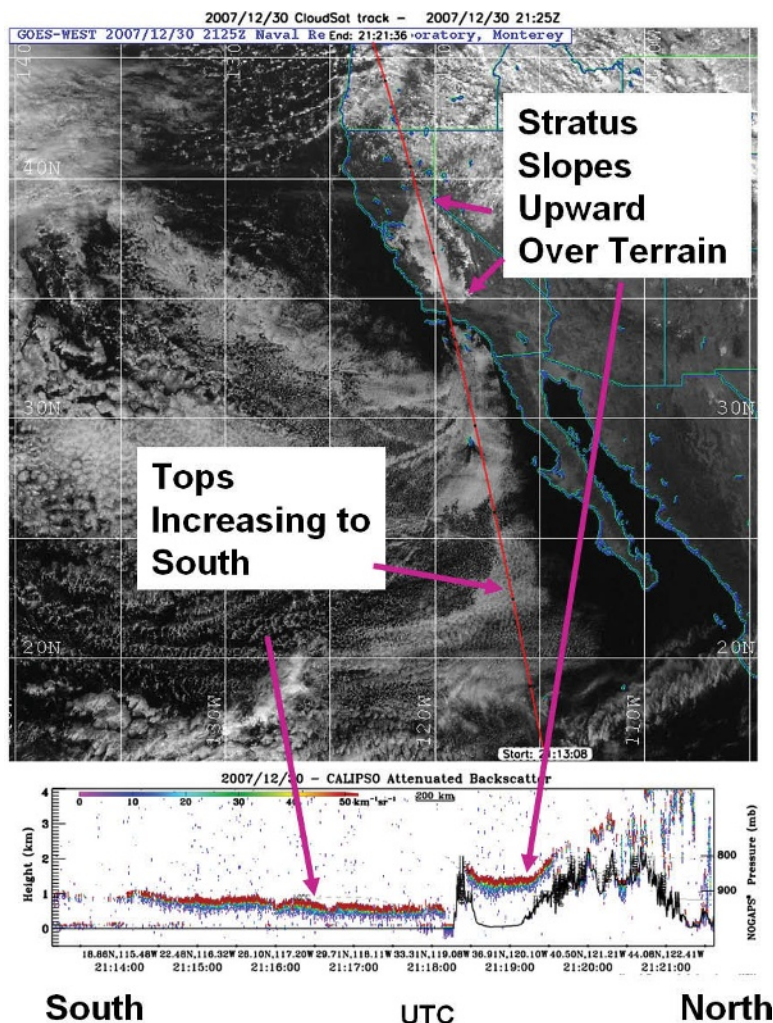 2007/12/30 CloudSat track - 2007/12/30 21:25Z
GOES-WEST 2007/12/30 2125Z Naval Re End: 21:21:36 oratory, Monterey
140
130
Stratus
Slopes
Upward
Over Terrain
40N
30N
30N
Tops
Increasing to
South
20N
20N
130W
120W
110W
Start: 21:13:08
2007/12/30 - CALIPSO Attenuated Backscatter
4
3
2
1
0
Height (km)
0 10 20 30 40 50 km⁻¹sr⁻¹
200 km
800
900
NOGAPS Pressure (mb)
18.86N,115.48W 22.48N,116.32W 26.10N,117.20W 29.71N,118.11W 33.31N,119.08W 36.91N,120.10W 40.50N,121.21W 44.08N,122.41W
21:14:00 21:15:00 21:16:00 21:17:00 21:18:00 21:19:00 21:20:00 21:21:00
South UTC North